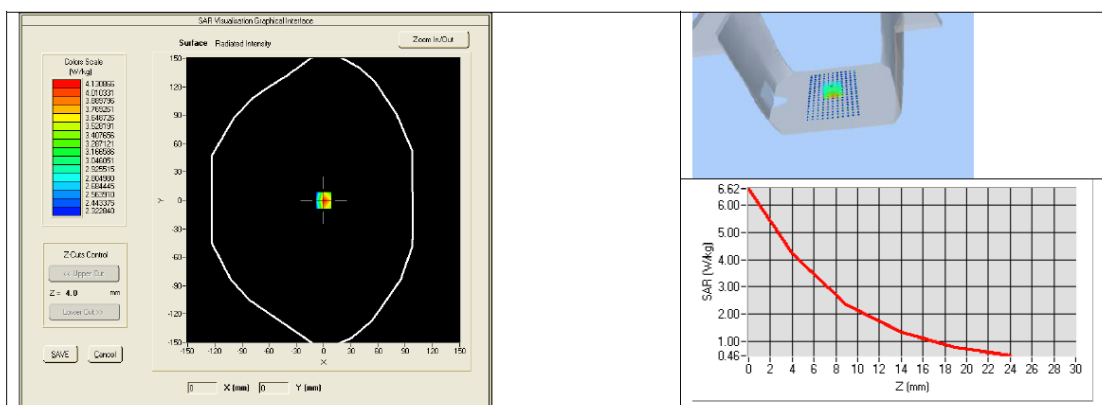 SAR Visualisation Graphical Interface
Surface Radiated Intensity
Zoom In/Out
Colors Scale
(W/kg)
4.130866
4.010331
3.889796
3.769261
3.648726
3.528191
3.407656
3.287121
3.166586
3.046051
2.925515
2.804980
2.684445
2.563910
2.443375
2.322840
Z-Cuts Control
<< Upper Cut
Z = 4.0 mm
Lower Cut >>
SAVE Cancel
150
120
90
60
30
0
-30
-60
-90
-120
-150
Y
-150 -120 -90 -60 -30 0 30 60 90 120 150
X
0 X (mm) 0 Y (mm)
6.62
6.00
5.00
4.00
3.00
2.00
1.00
0.46
SAR (W/kg)
0 2 4 6 8 10 12 14 16 18 20 22 24 26 28 30
Z (mm)